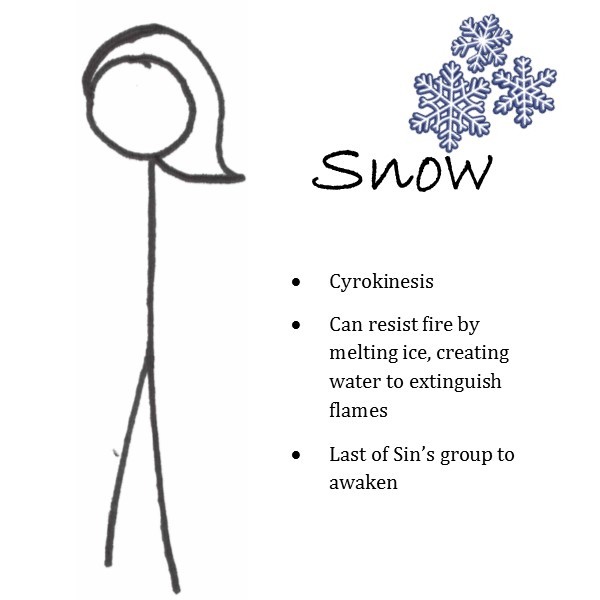 Snow
• Cyrokinesis
• Can resist fire by
melting ice, creating
water to extinguish
flames
• Last of Sin's group to
awaken